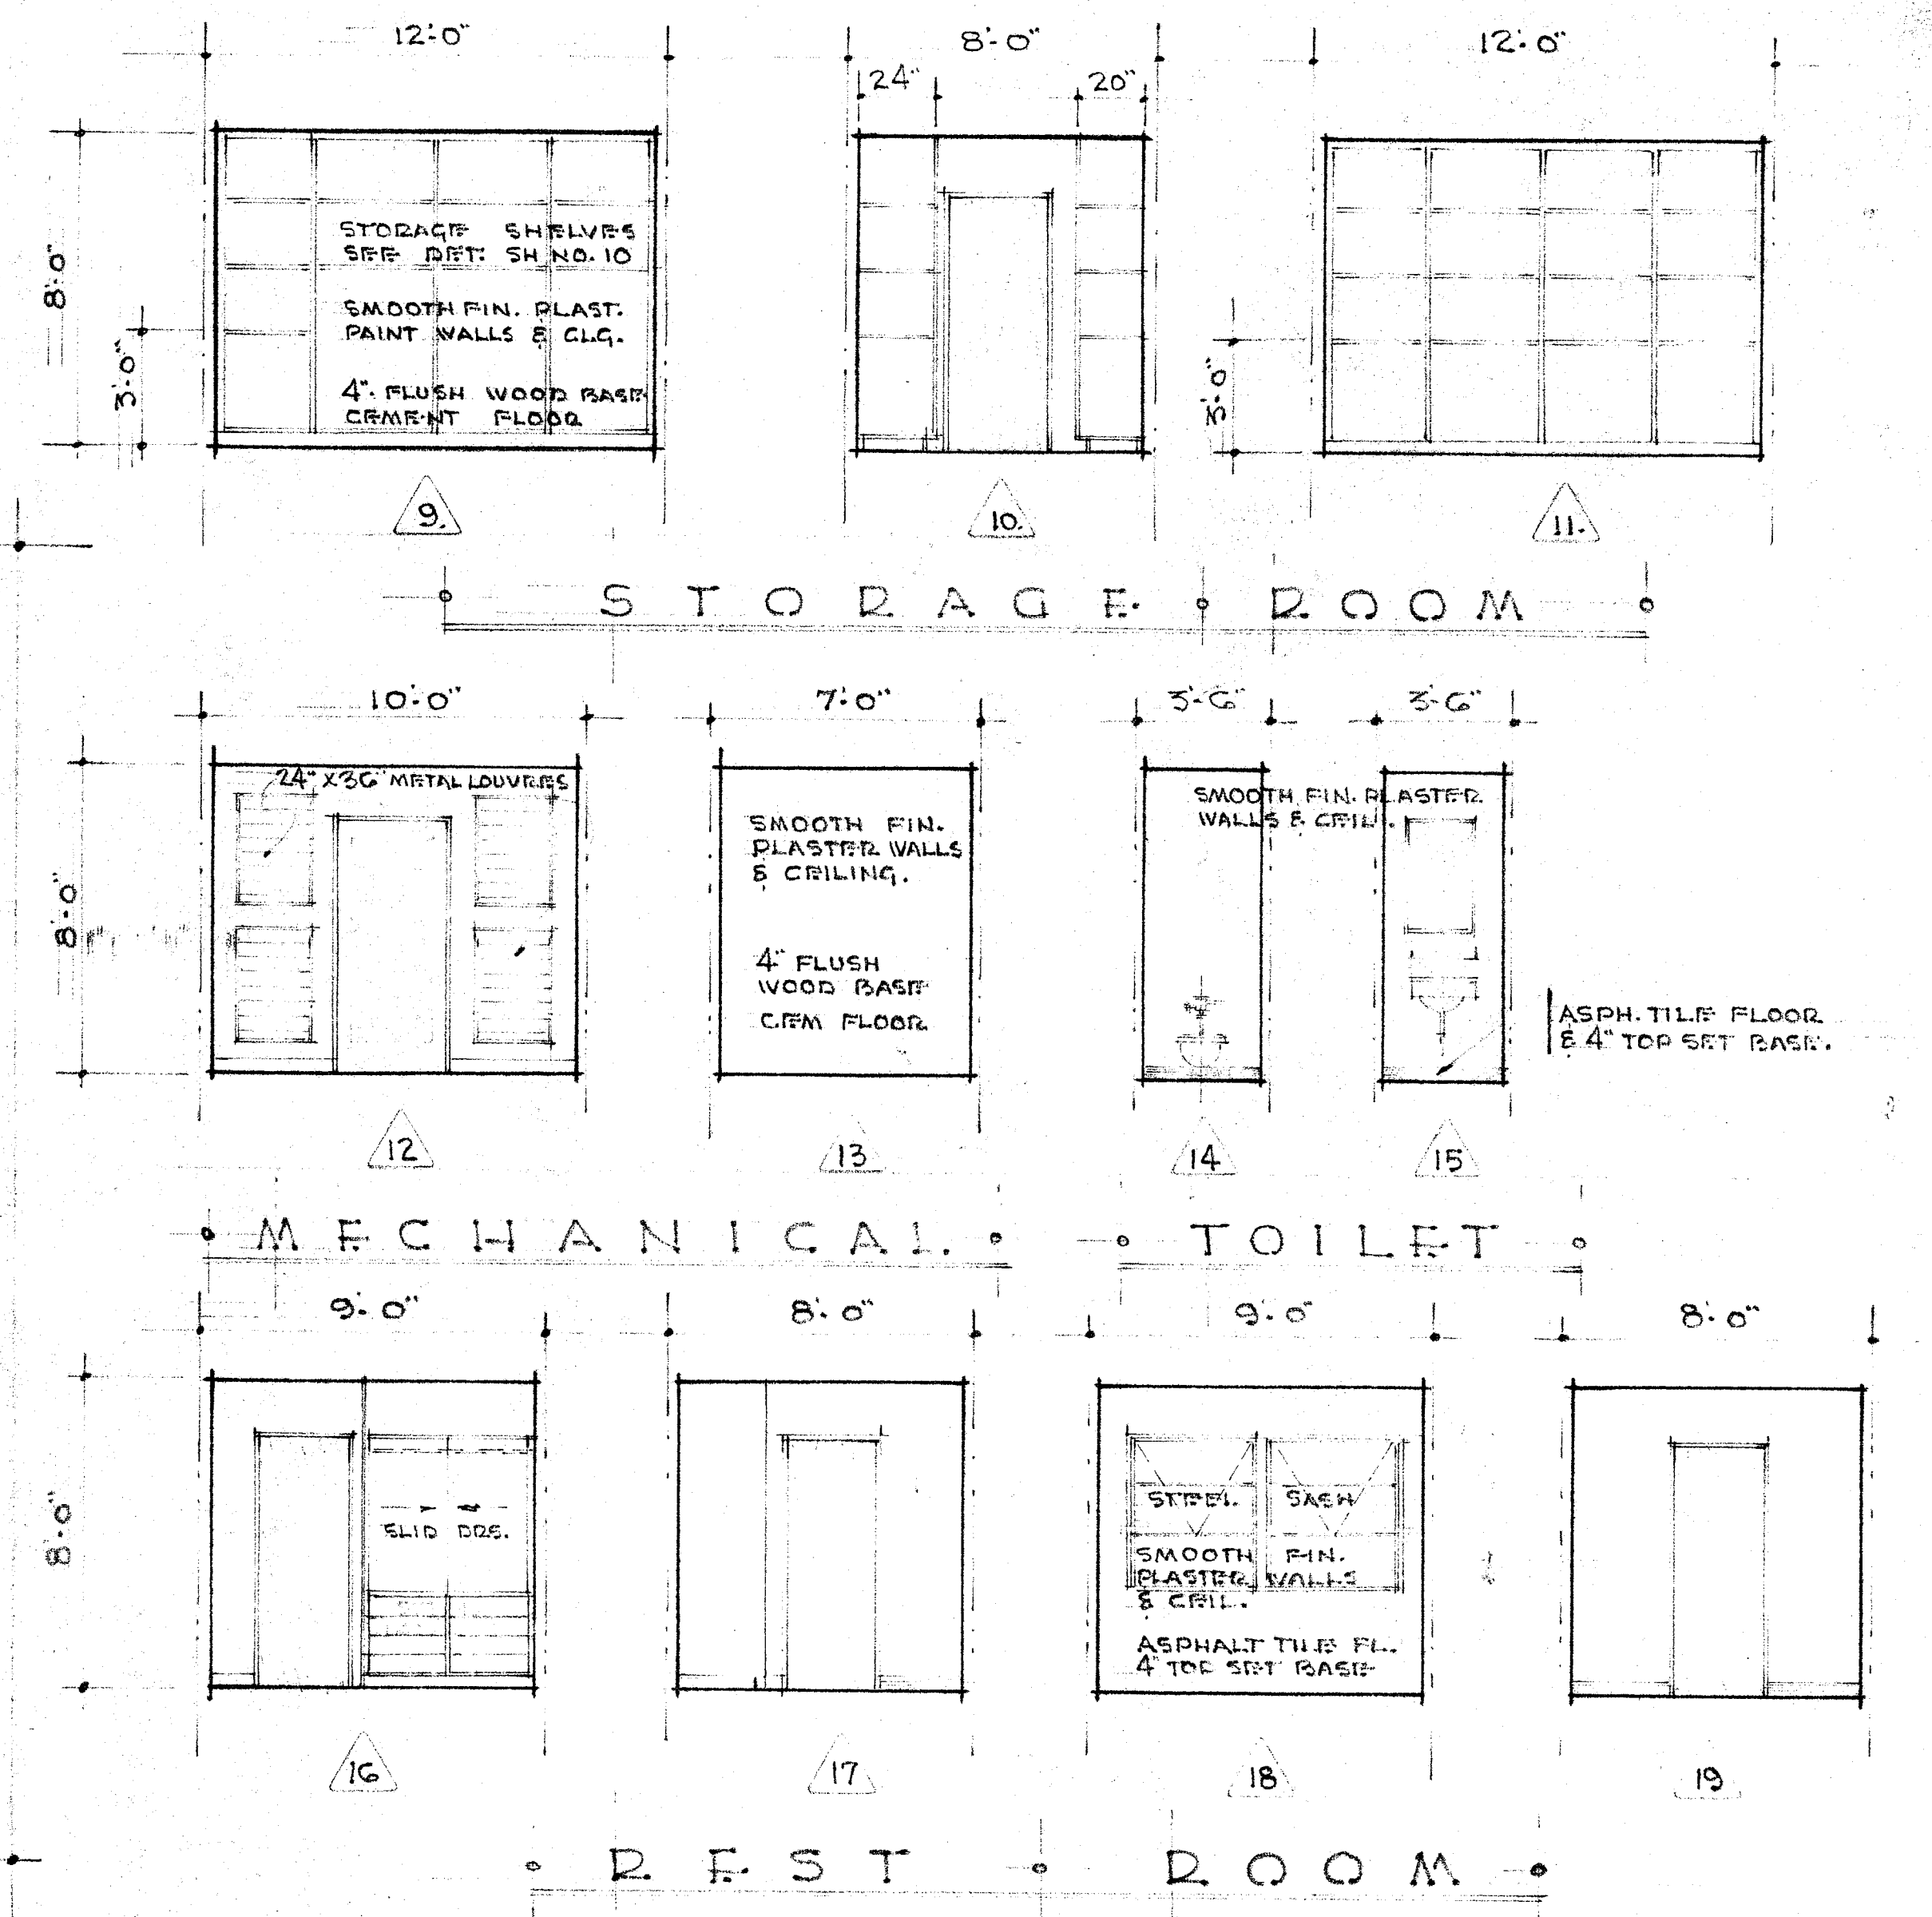 12'-0"
8'-0"
12'-0"
24"
20"
8'-0"
3'-0"
3'-0"
STORAGE SHELVES
SEE DET. SH NO. 10
SMOOTH FIN. PLAST.
PAINT WALLS & CLG.
4" FLUSH WOOD BASE
CEMENT FLOOR
9.
10.
11.
STORAGE ROOM
10'-0"
7'-0"
3'-6"
3'-6"
8'-0"
24" X 36" METAL LOUVRES
SMOOTH FIN.
PLASTER WALLS
& CEILING.
4" FLUSH
WOOD BASE
CEM FLOOR
SMOOTH FIN. PLASTER
WALLS & CEIL.
ASPH. TILE FLOOR
& 4" TOP SET BASE.
12
13
14
15
MECHANICAL
TOILET
9'-0"
8'-0"
9'-0"
8'-0"
8'-0"
SLID DRS.
STEEL SASH
SMOOTH FIN.
PLASTER WALLS
& CEIL.
ASPHALT TILE FL.
4" TOP SET BASE
16
17
18
19
REST ROOM